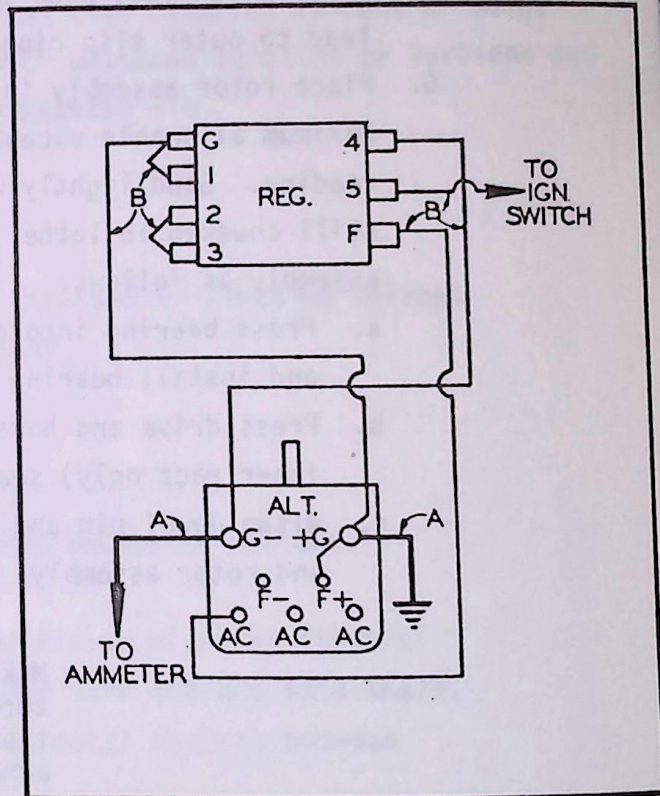 G
4
1
B
REG.
5
TO
IGN.
SWITCH
2
F
B
3
ALT.
A
G- +G
A
F- F+
AC AC AC
TO
AMMETER